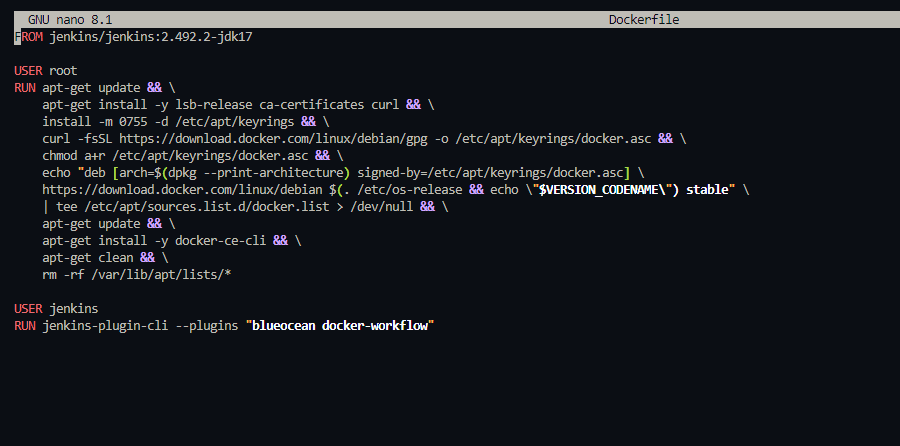 GNU nano 8.1 Dockerfile
FROM jenkins/jenkins:2.492.2-jdk17
USER root
RUN apt-get update && \
    apt-get install -y lsb-release ca-certificates curl && \
    install -m 0755 -d /etc/apt/keyrings && \
    curl -fsSL https://download.docker.com/linux/debian/gpg -o /etc/apt/keyrings/docker.asc && \
    chmod a+r /etc/apt/keyrings/docker.asc && \
    echo "deb [arch=$(dpkg --print-architecture) signed-by=/etc/apt/keyrings/docker.asc] \
    https://download.docker.com/linux/debian $(. /etc/os-release && echo \"$VERSION_CODENAME\") stable" \
    | tee /etc/apt/sources.list.d/docker.list > /dev/null && \
    apt-get update && \
    apt-get install -y docker-ce-cli && \
    apt-get clean && \
    rm -rf /var/lib/apt/lists/*
USER jenkins
RUN jenkins-plugin-cli --plugins "blueocean docker-workflow"